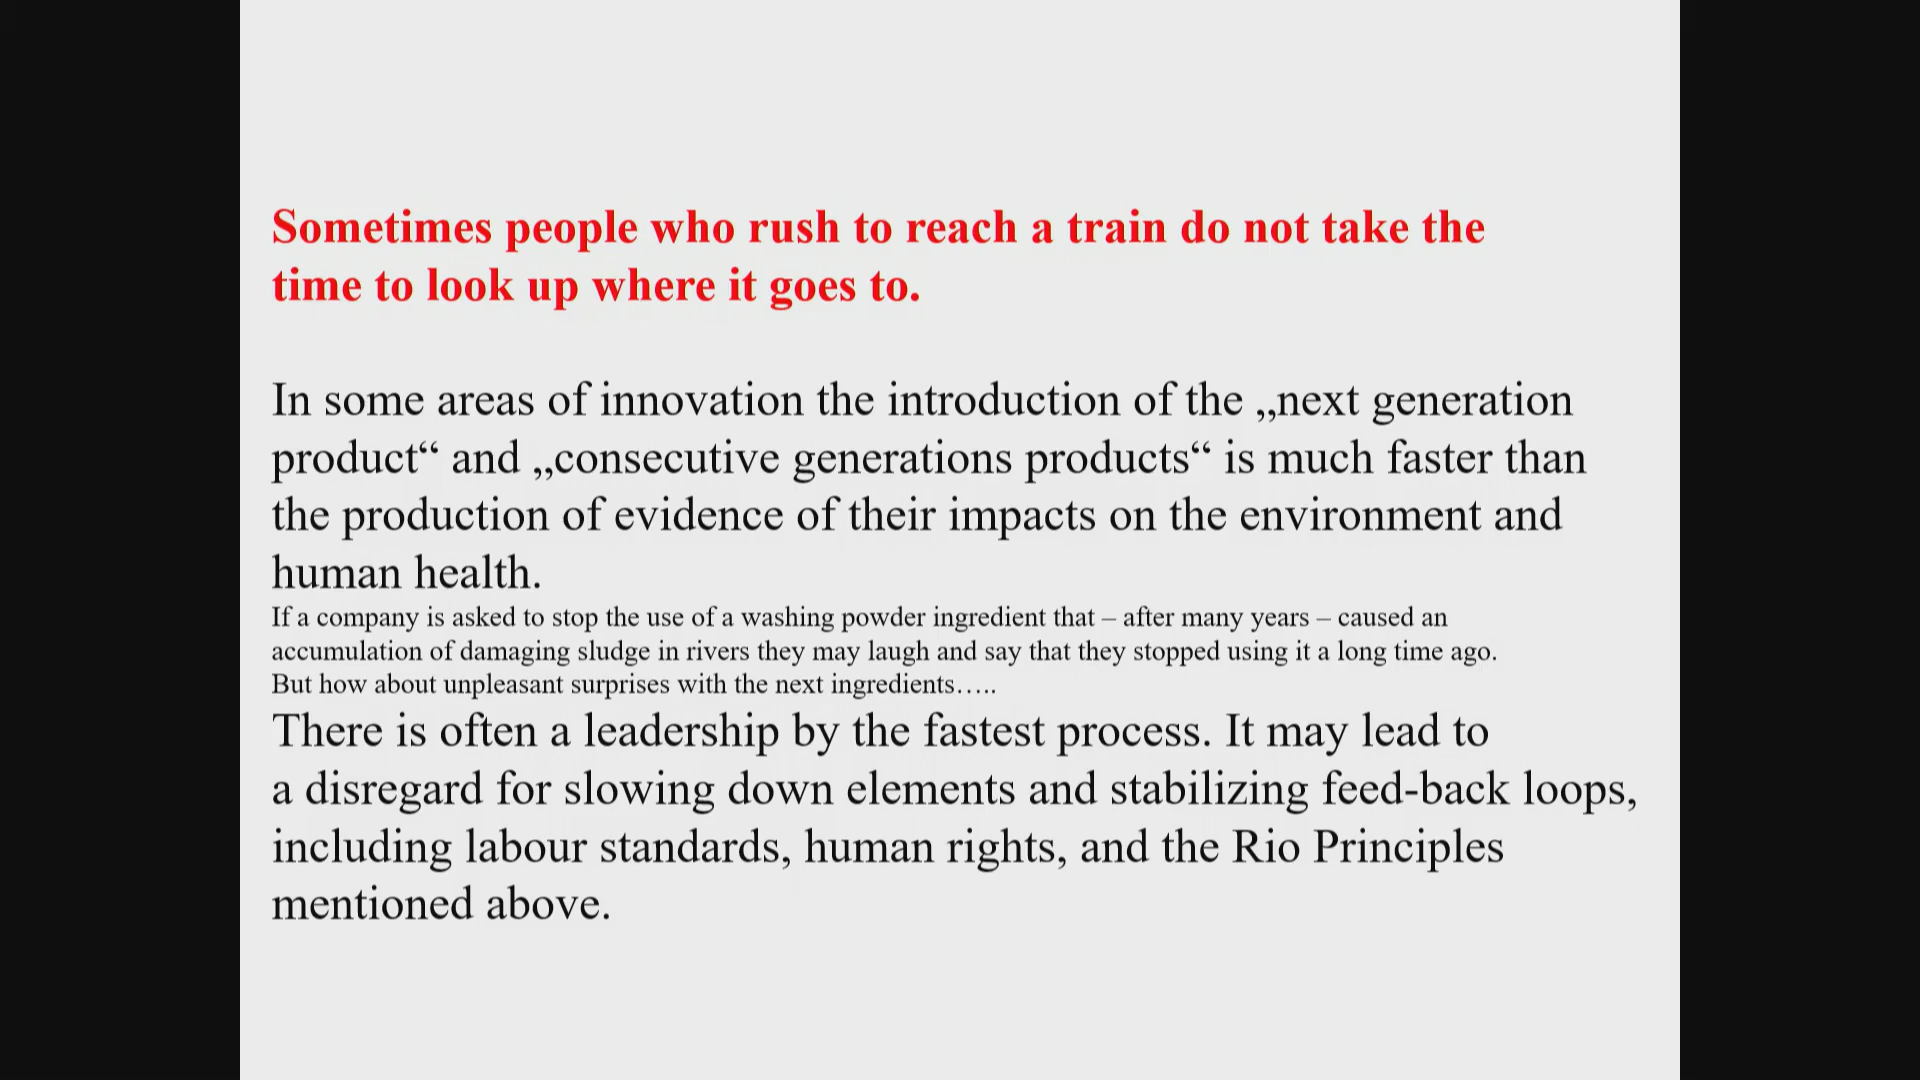 Sometimes people who rush to reach a train do not take the
time to look up where it goes to.
In some areas of innovation the introduction of the „next generation
product“ and „consecutive generations products“ is much faster than
the production of evidence of their impacts on the environment and
human health.
If a company is asked to stop the use of a washing powder ingredient that – after many years – caused an
accumulation of damaging sludge in rivers they may laugh and say that they stopped using it a long time ago.
But how about unpleasant surprises with the next ingredients…..
There is often a leadership by the fastest process. It may lead to
a disregard for slowing down elements and stabilizing feed-back loops,
including labour standards, human rights, and the Rio Principles
mentioned above.